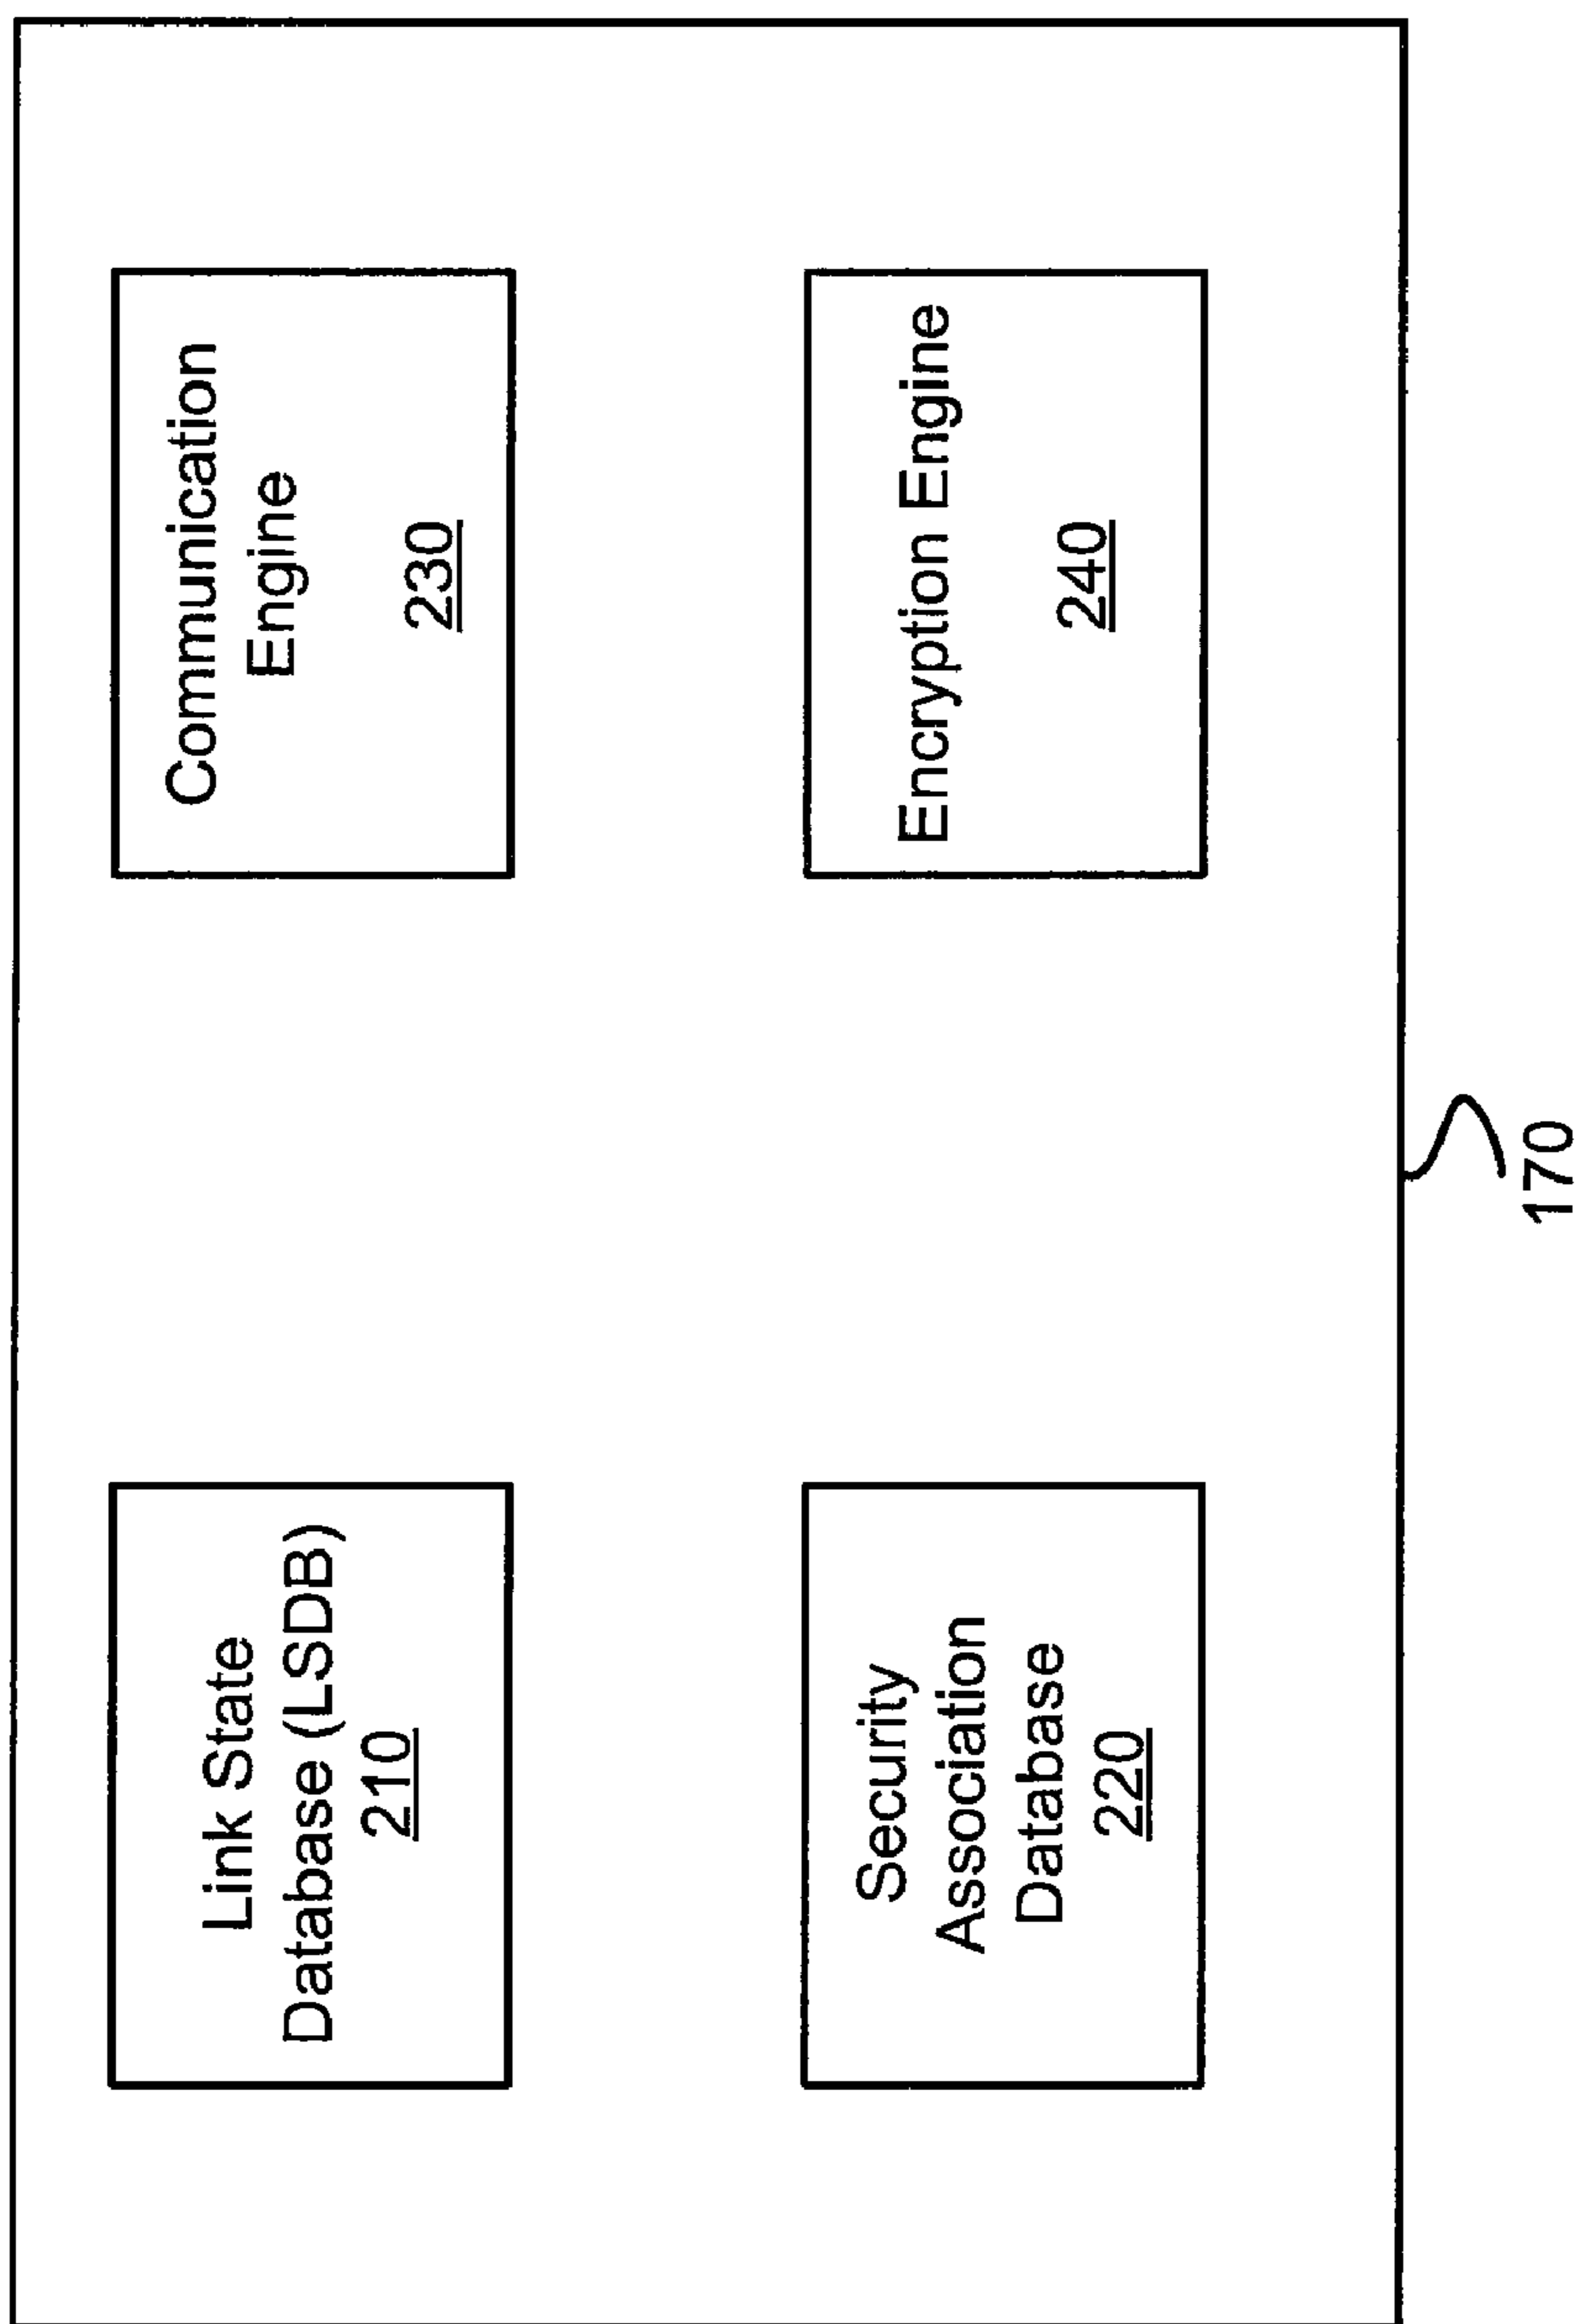 Link State
Database (LSDB)
210
Communication
Engine
230
Security
Association
Database
220
Encryption Engine
240
170